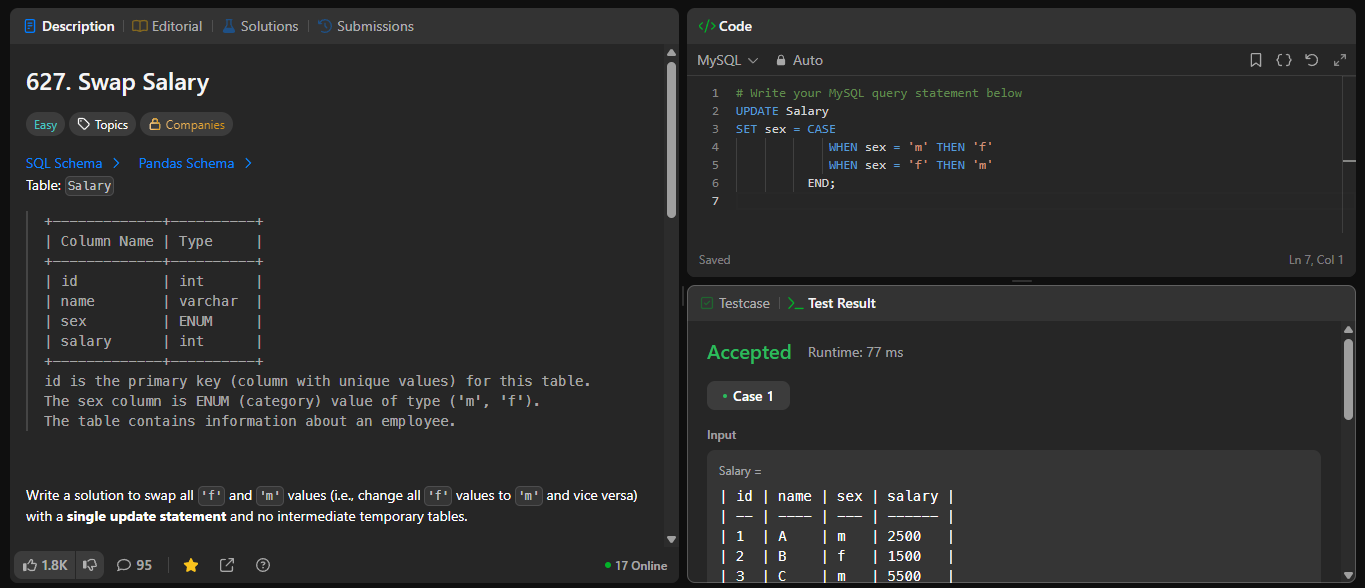 Description | Editorial | Solutions | Submissions
627. Swap Salary
Easy Topics Companies
SQL Schema > Pandas Schema >
Table: Salary
+-------------+----------+
| Column Name | Type     |
+-------------+----------+
| id          | int      |
| name        | varchar  |
| sex         | ENUM     |
| salary      | int      |
+-------------+----------+
id is the primary key (column with unique values) for this table.
The sex column is ENUM (category) value of type ('m', 'f').
The table contains information about an employee.
Write a solution to swap all 'f' and 'm' values (i.e., change all 'f' values to 'm' and vice versa)
with a single update statement and no intermediate temporary tables.
1.8K 95 17 Online
</> Code
MySQL Auto
1 # Write your MySQL query statement below
2 UPDATE Salary
3 SET sex = CASE
4             WHEN sex = 'm' THEN 'f'
5             WHEN sex = 'f' THEN 'm'
6          END;
7
Saved Ln 7, Col 1
Testcase | >_ Test Result
Accepted Runtime: 77 ms
• Case 1
Input
Salary =
| id | name | sex | salary |
| -- | ---- | --- | ------ |
| 1  | A    | m   | 2500   |
| 2  | B    | f   | 1500   |
| 3  | C    | m   | 5500   |